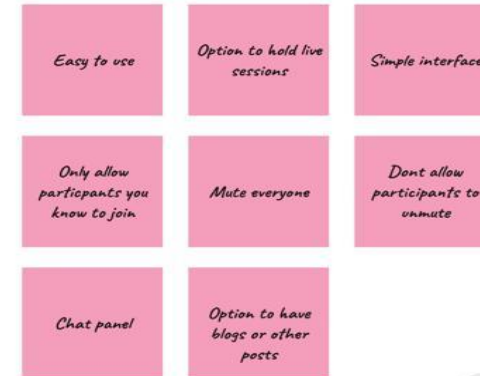 Easy to use
Option to hold live
sessions
Simple interface
Only allow
particpants you
know to join
Mute everyone
Dont allow
participants to
unmute
Chat panel
Option to have
blogs or other
posts